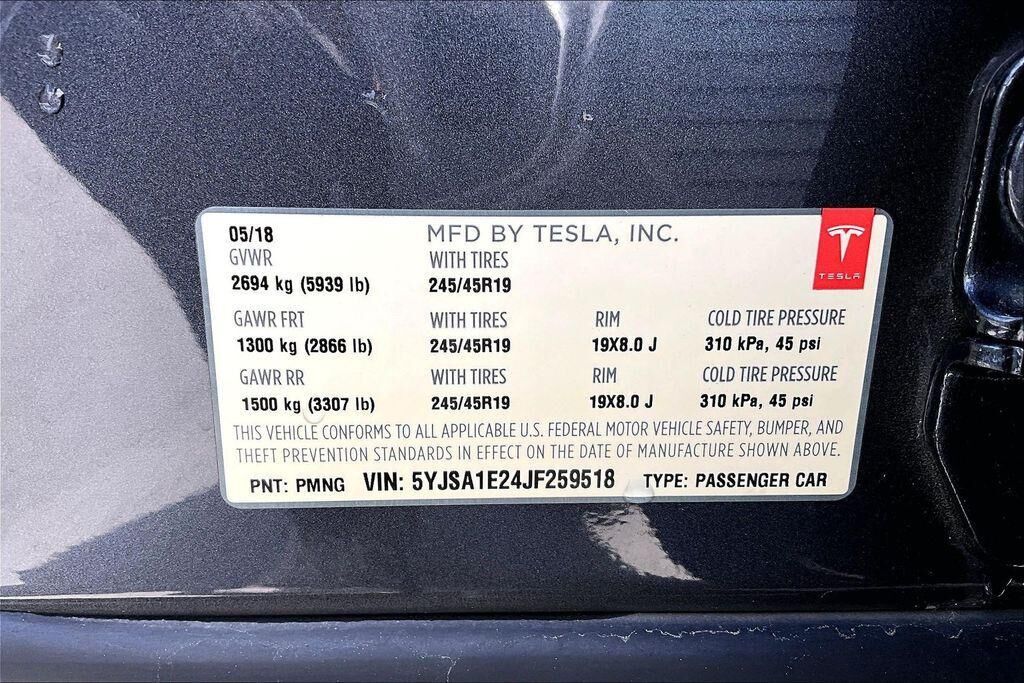 05/18 MFD BY TESLA, INC.
GVWR WITH TIRES
2694 kg (5939 lb) 245/45R19
TESLA
GAWR FRT WITH TIRES RIM COLD TIRE PRESSURE
1300 kg (2866 lb) 245/45R19 19X8.0 J 310 kPa, 45 psi
GAWR RR WITH TIRES RIM COLD TIRE PRESSURE
1500 kg (3307 lb) 245/45R19 19X8.0 J 310 kPa, 45 psi
THIS VEHICLE CONFORMS TO ALL APPLICABLE U.S. FEDERAL MOTOR VEHICLE SAFETY, BUMPER, AND
THEFT PREVENTION STANDARDS IN EFFECT ON THE DATE OF MANUFACTURE SHOWN ABOVE.
PNT: PMNG VIN: 5YJSA1E24JF259518 TYPE: PASSENGER CAR